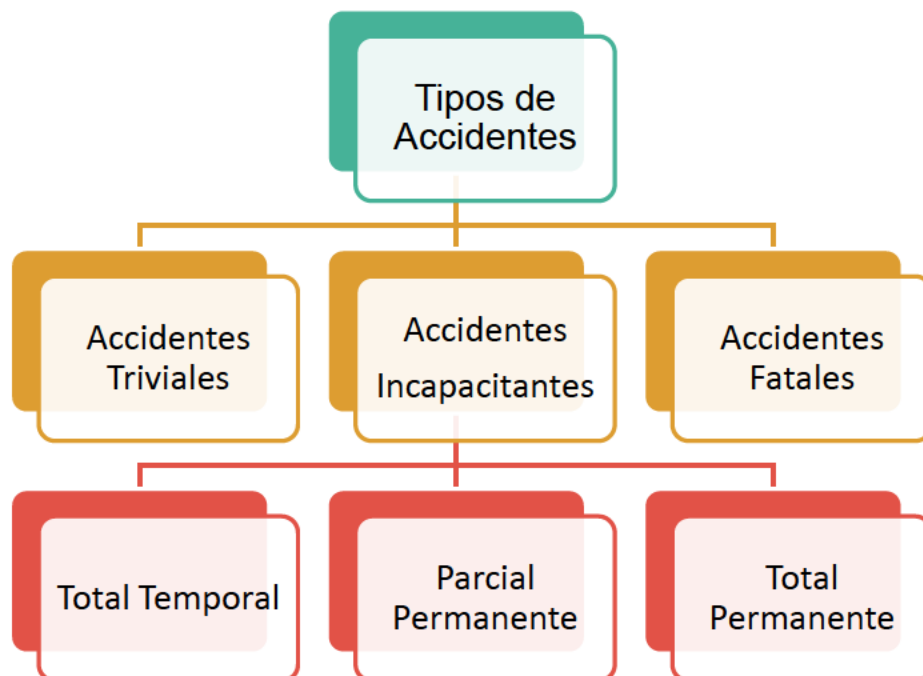 Tipos de
Accidentes
Accidentes
Triviales
Accidentes
Incapacitantes
Accidentes
Fatales
Total Temporal
Parcial
Permanente
Total
Permanente